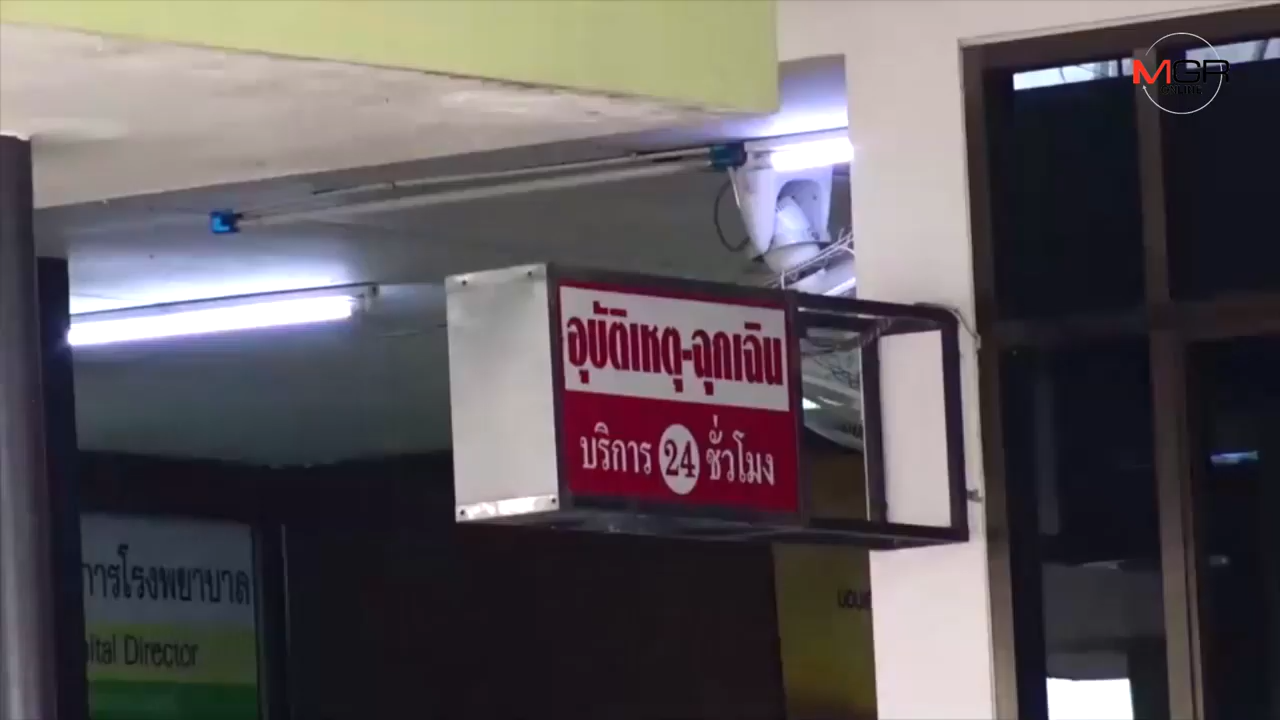 MGR
อุบัติเหตุ-ฉุกเฉิน
บริการ 24 ชั่วโมง
การโรงพยาบาล
Director